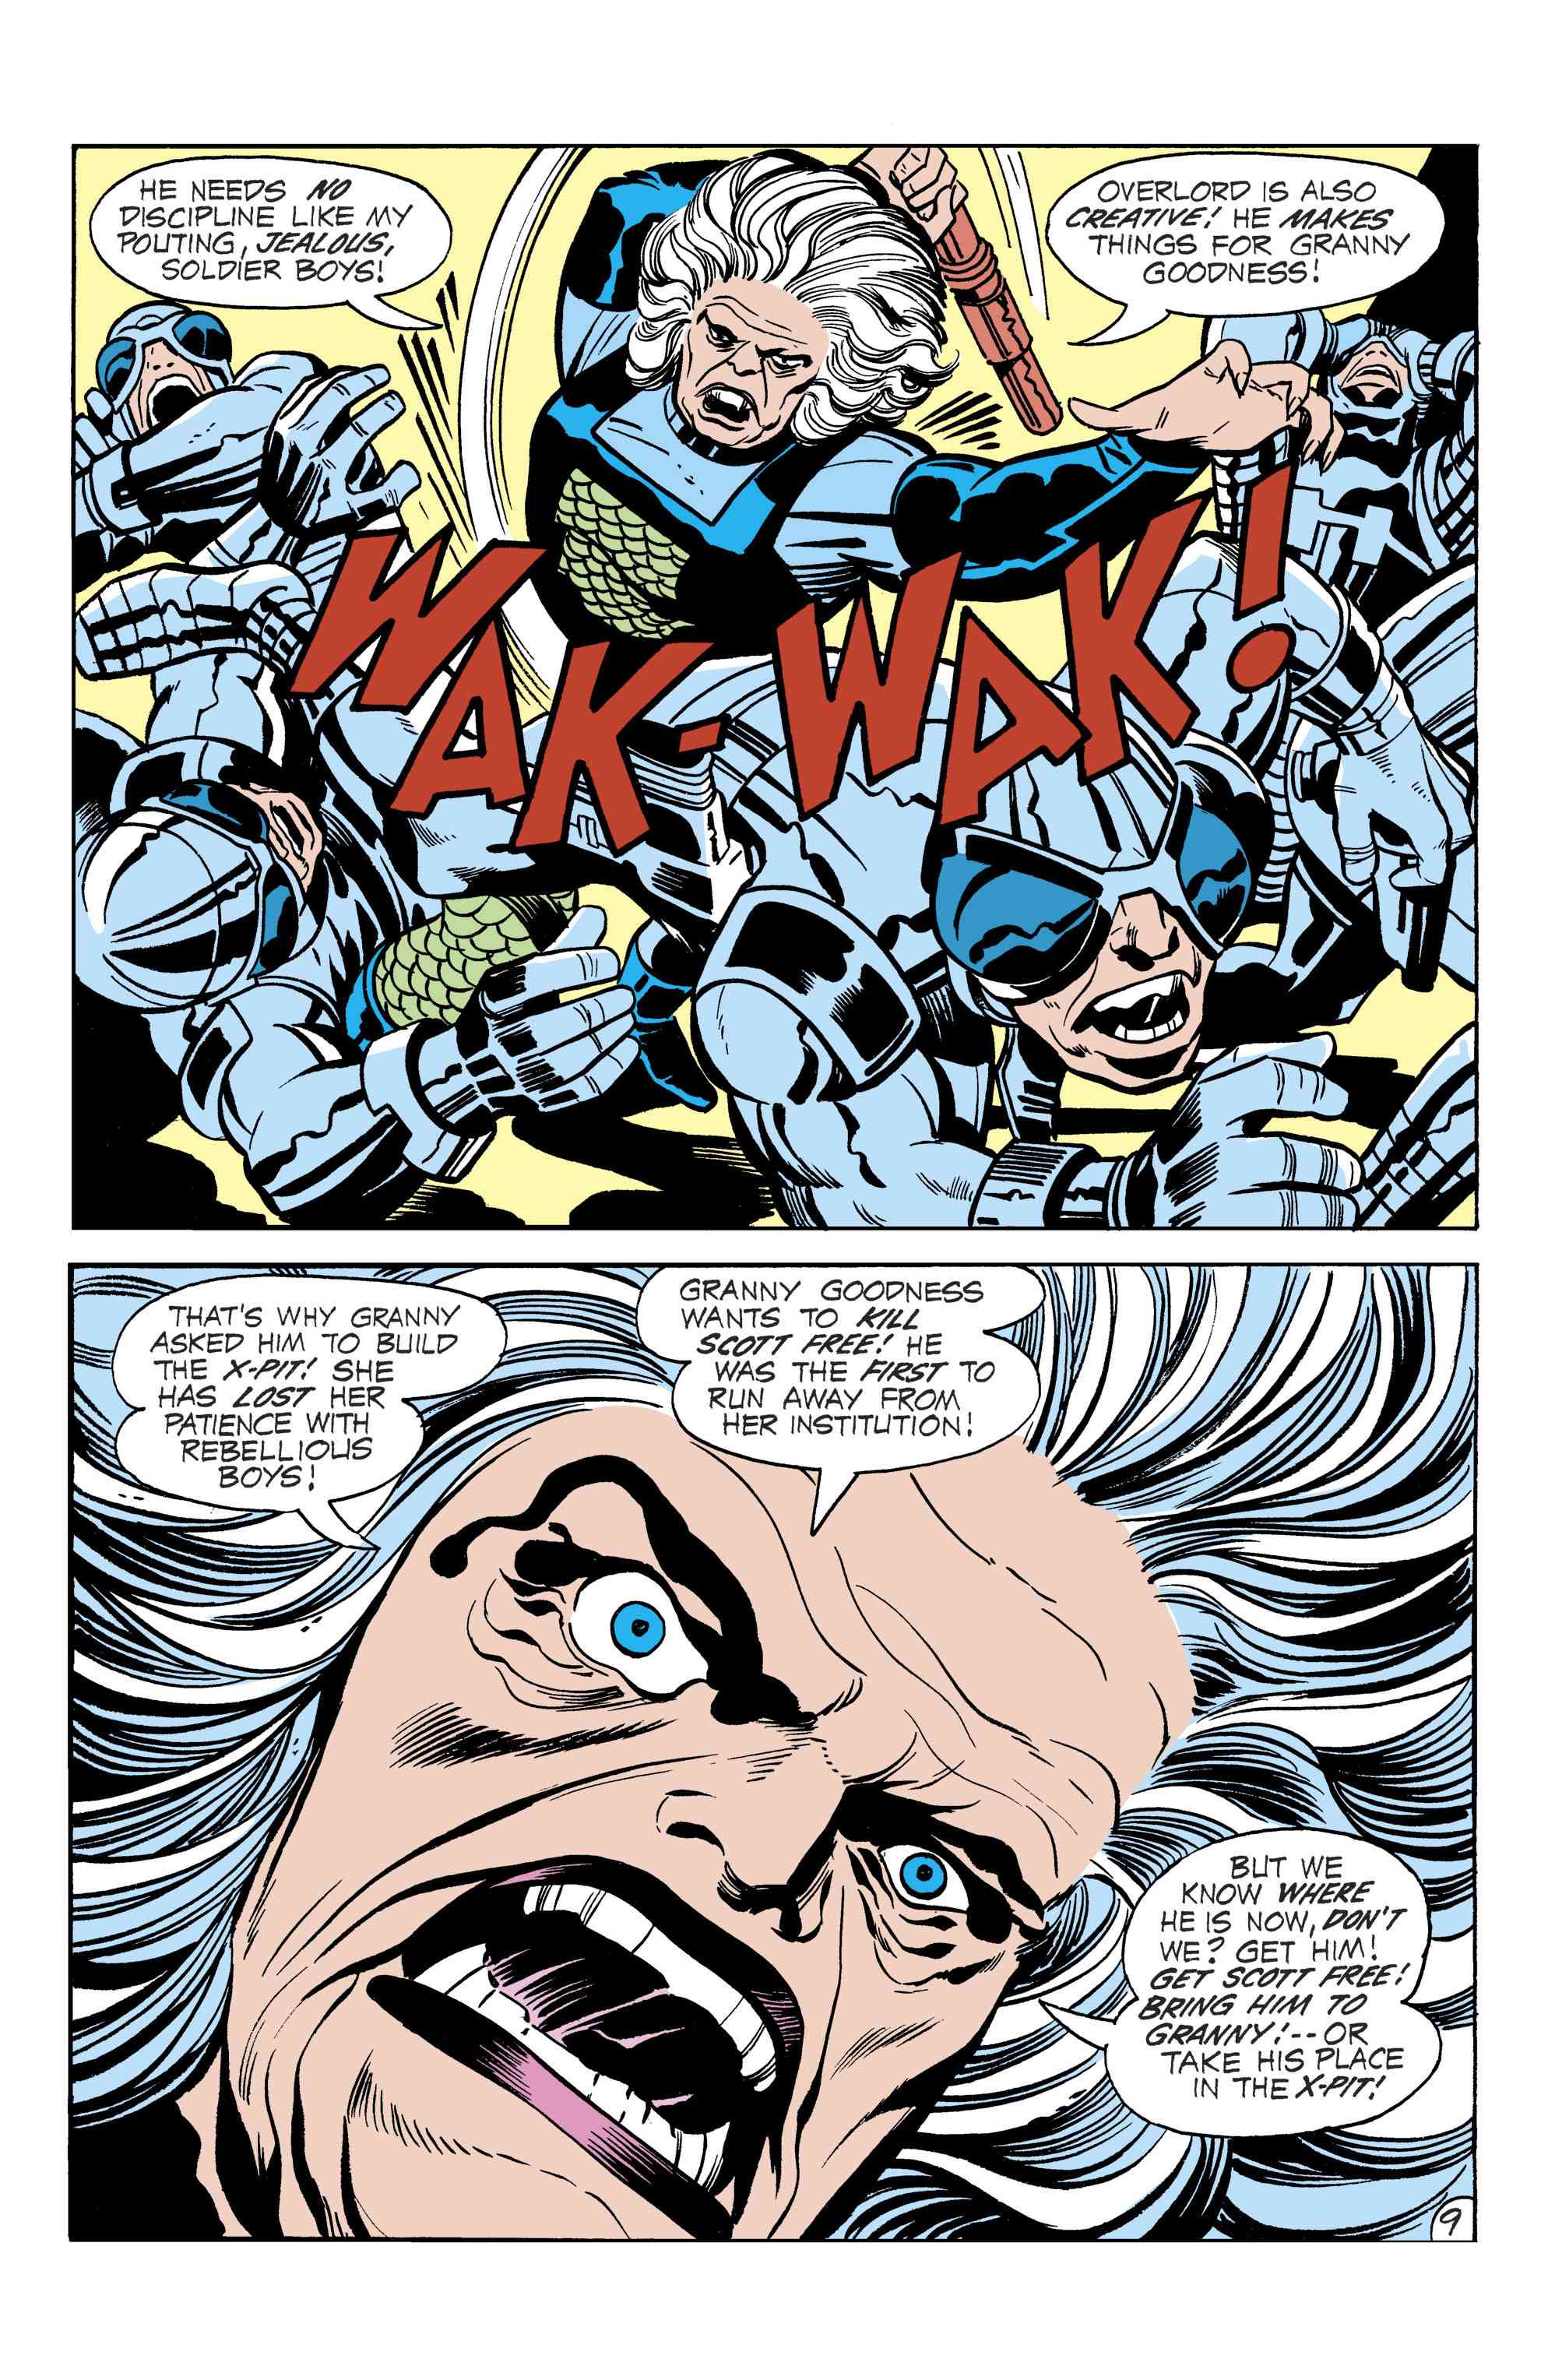 HE NEEDS NO
DISCIPLINE LIKE MY
POUTING, JEALOUS,
SOLDIER BOYS!
OVERLORD IS ALSO
CREATIVE! HE MAKES
THINGS FOR GRANNY
GOODNESS!
WAK-WAK!
THAT'S WHY GRANNY
ASKED HIM TO BUILD
THE X-PIT! SHE
HAS LOST HER
PATIENCE WITH
REBELLIOUS
BOYS!
GRANNY GOODNESS
WANTS TO KILL
SCOTT FREE! HE
WAS THE FIRST TO
RUN AWAY FROM
HER INSTITUTION!
BUT WE
KNOW WHERE
HE IS NOW, DON'T
WE? GET HIM!
GET SCOTT FREE!
BRING HIM TO
GRANNY!--OR
TAKE HIS PLACE
IN THE X-PIT!
9